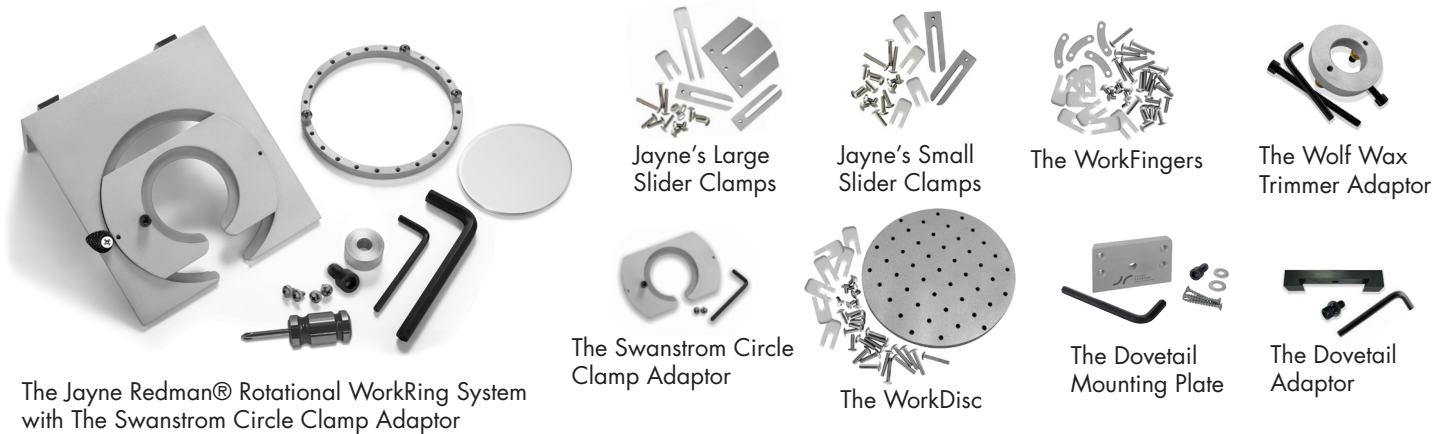 Jayne's Large
Slider Clamps
Jayne's Small
Slider Clamps
The WorkFingers
The Wolf Wax
Trimmer Adaptor
The Swanstrom Circle
Clamp Adaptor
The WorkDisc
The Dovetail
Mounting Plate
The Dovetail
Adaptor
The Jayne Redman® Rotational WorkRing System
with The Swanstrom Circle Clamp Adaptor